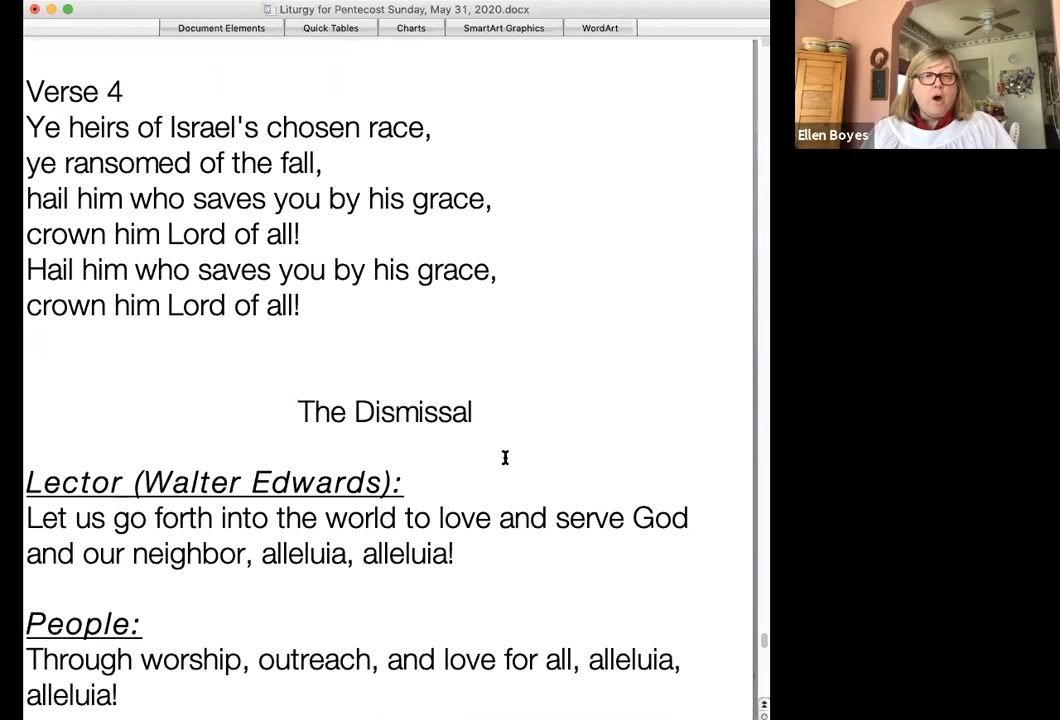 Liturgy for Pentecost Sunday, May 31, 2020.docx
Document Elements
Quick Tables
Charts
SmartArt Graphics
WordArt
Verse 4
Ye heirs of Israel's chosen race,
ye ransomed of the fall,
hail him who saves you by his grace,
crown him Lord of all!
Hail him who saves you by his grace,
crown him Lord of all!
The Dismissal
Lector (Walter Edwards):
Let us go forth into the world to love and serve God
and our neighbor, alleluia, alleluia!
People:
Through worship, outreach, and love for all, alleluia,
alleluia!
Ellen Boyes